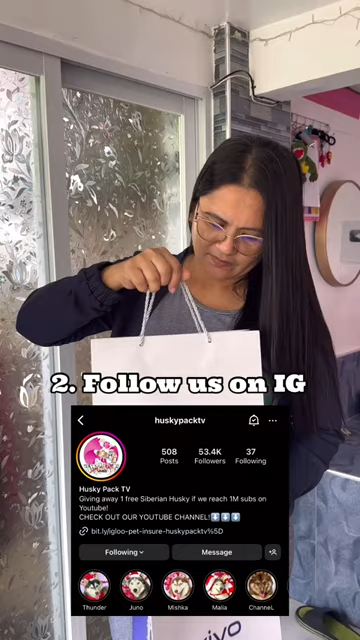 2. Follow us on IG
huskypacktv
508
53.4K
37
Posts
Followers
Following
Husky Pack TV
Giving away 1 free Siberian Husky if we reach 1M subs on
Youtube!
CHECK OUT OUR YOUTUBE CHANNEL!⬇️⬇️⬇️
bit.ly/igloo-pet-insure-huskypacktv%5D
Following
Message
Thunder
Juno
Mishka
Malia
ChaneL
vivo